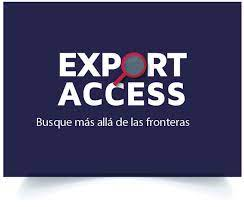 EXPORT
ACCESS
Busque más allá de las fronteras